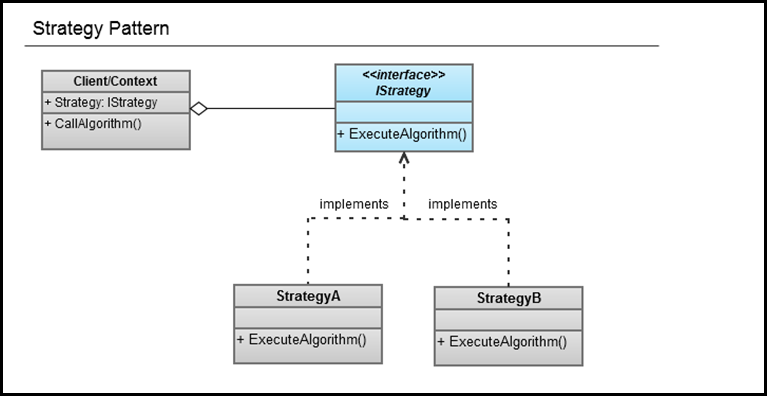 Strategy Pattern
Client/Context
+ Strategy: IStrategy
+ CallAlgorithm()
<<interface>>
IStrategy
+ ExecuteAlgorithm()
implements
implements
StrategyA
+ ExecuteAlgorithm()
StrategyB
+ ExecuteAlgorithm()